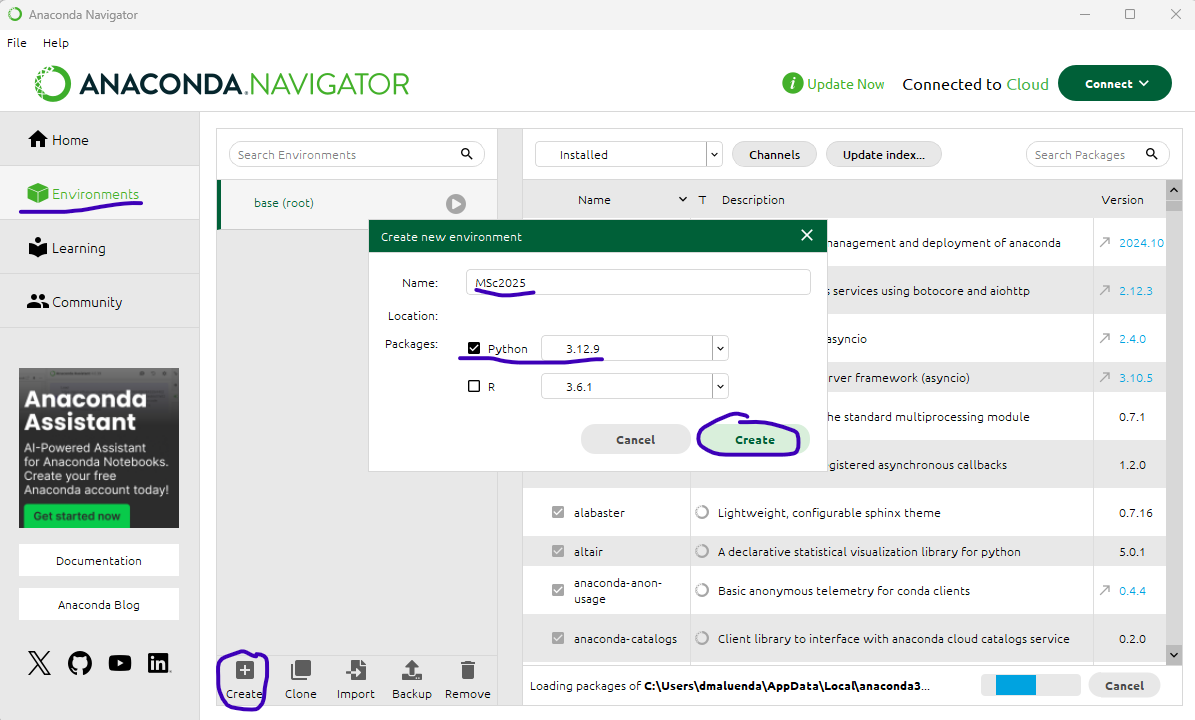 Anaconda Navigator
File Help
ANACONDA.NAVIGATOR
i Update Now Connected to Cloud Connect
Home
Environments
Learning
Community
Anaconda
Assistant
AI-Powered Assistant
for Anaconda Notebooks.
Create your free
Anaconda account today!
Get started now
Documentation
Anaconda Blog
Search Environments
base (root)
Create Clone Import Backup Remove
Installed Channels Update index... Search Packages
Name T Description Version
management and deployment of anaconda 2024.10
s services using botocore and aiohttp 2.12.3
asyncio 2.4.0
rver framework (asyncio) 3.10.5
he standard multiprocessing module 0.7.1
gistered asynchronous callbacks 1.2.0
alabaster Lightweight, configurable sphinx theme 0.7.16
altair A declarative statistical visualization library for python 5.0.1
anaconda-anon-
usage Basic anonymous telemetry for conda clients 0.4.4
anaconda-catalogs Client library to interface with anaconda cloud catalogs service 0.2.0
Loading packages of C:\Users\dmaluenda\AppData\Local\anaconda3... Cancel
Create new environment
Name: MSc2025
Location:
Packages: Python 3.12.9
R 3.6.1
Cancel Create